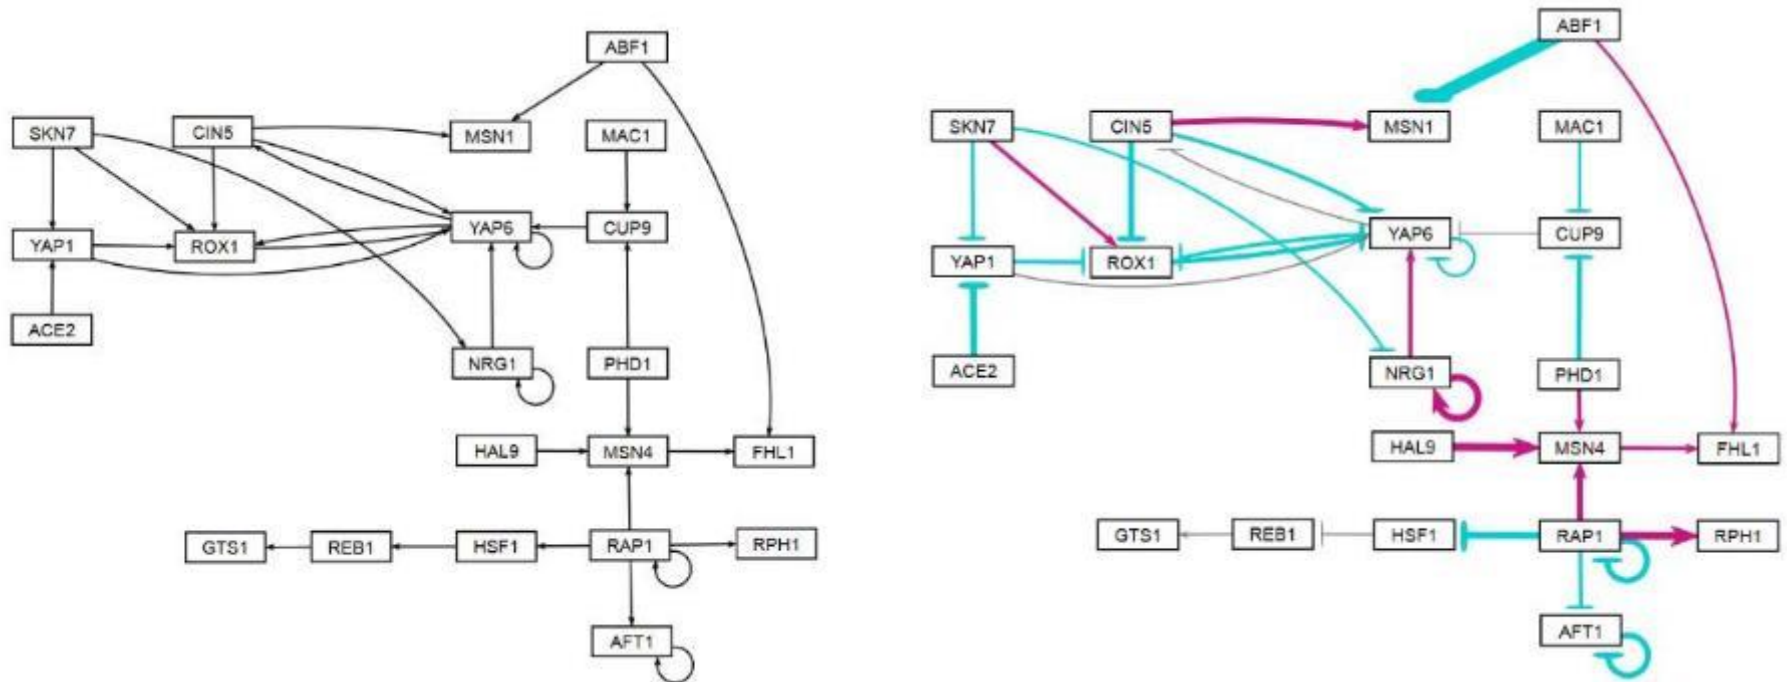 ABF1
SKN7
CIN5
MSN1
MAC1
YAP1
ROX1
YAP6
CUP9
ACE2
NRG1
PHD1
HAL9
MSN4
FHL1
GTS1
REB1
HSF1
RAP1
RPH1
AFT1
ABF1
SKN7
CIN5
MSN1
MAC1
YAP1
ROX1
YAP6
CUP9
ACE2
NRG1
PHD1
HAL9
MSN4
FHL1
GTS1
REB1
HSF1
RAP1
RPH1
AFT1